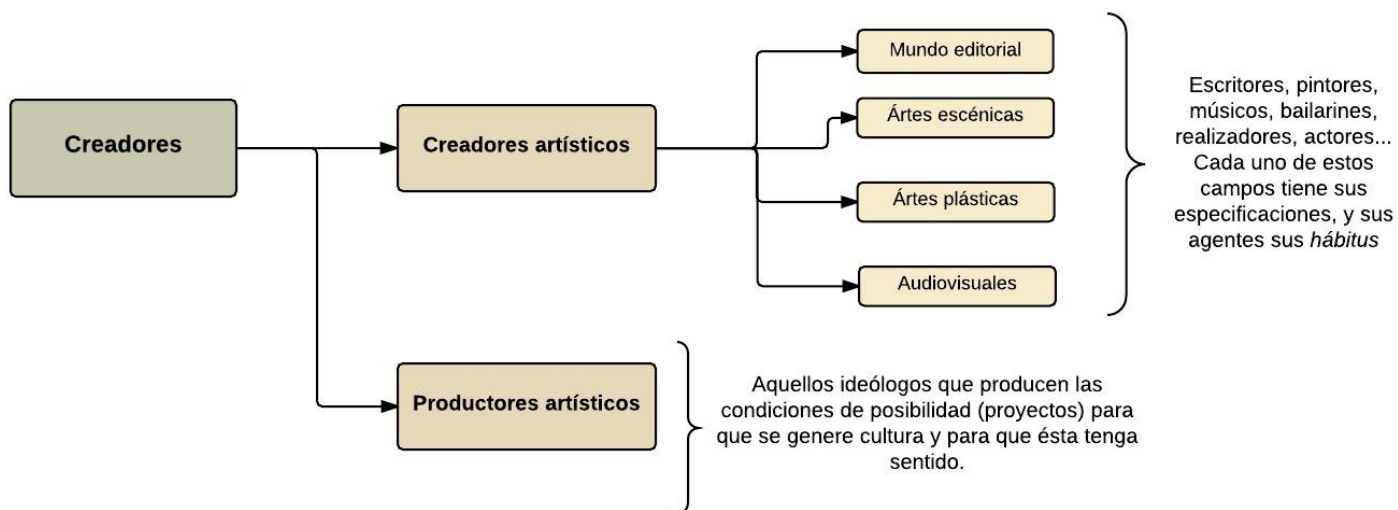 Creadores
Creadores artísticos
Mundo editorial
Ártes escénicas
Ártes plásticas
Audiovisuales
Escritores, pintores,
músicos, bailarines,
realizadores, actores...
Cada uno de estos
campos tiene sus
especificaciones, y sus
agentes sus hábitus
Productores artísticos
Aquellos ideólogos que producen las
condiciones de posibilidad (proyectos) para
que se genere cultura y para que ésta tenga
sentido.